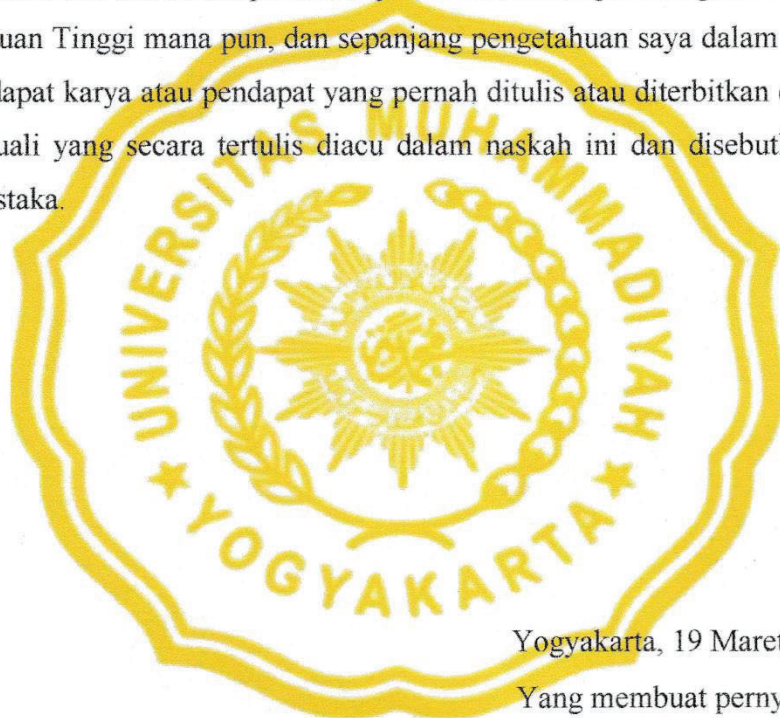 uan Tinggi mana pun, dan sepanjang pengetahuan saya dalam
dapat karya atau pendapat yang pernah ditulis atau diterbitkan
uali yang secara tertulis diacu dalam naskah ini dan disebut
staka.
UNIVERSITAS MUHAMMADIYAH
★ YOGYAKARTA ★
Yogyakarta, 19 Maret
Yang membuat perny